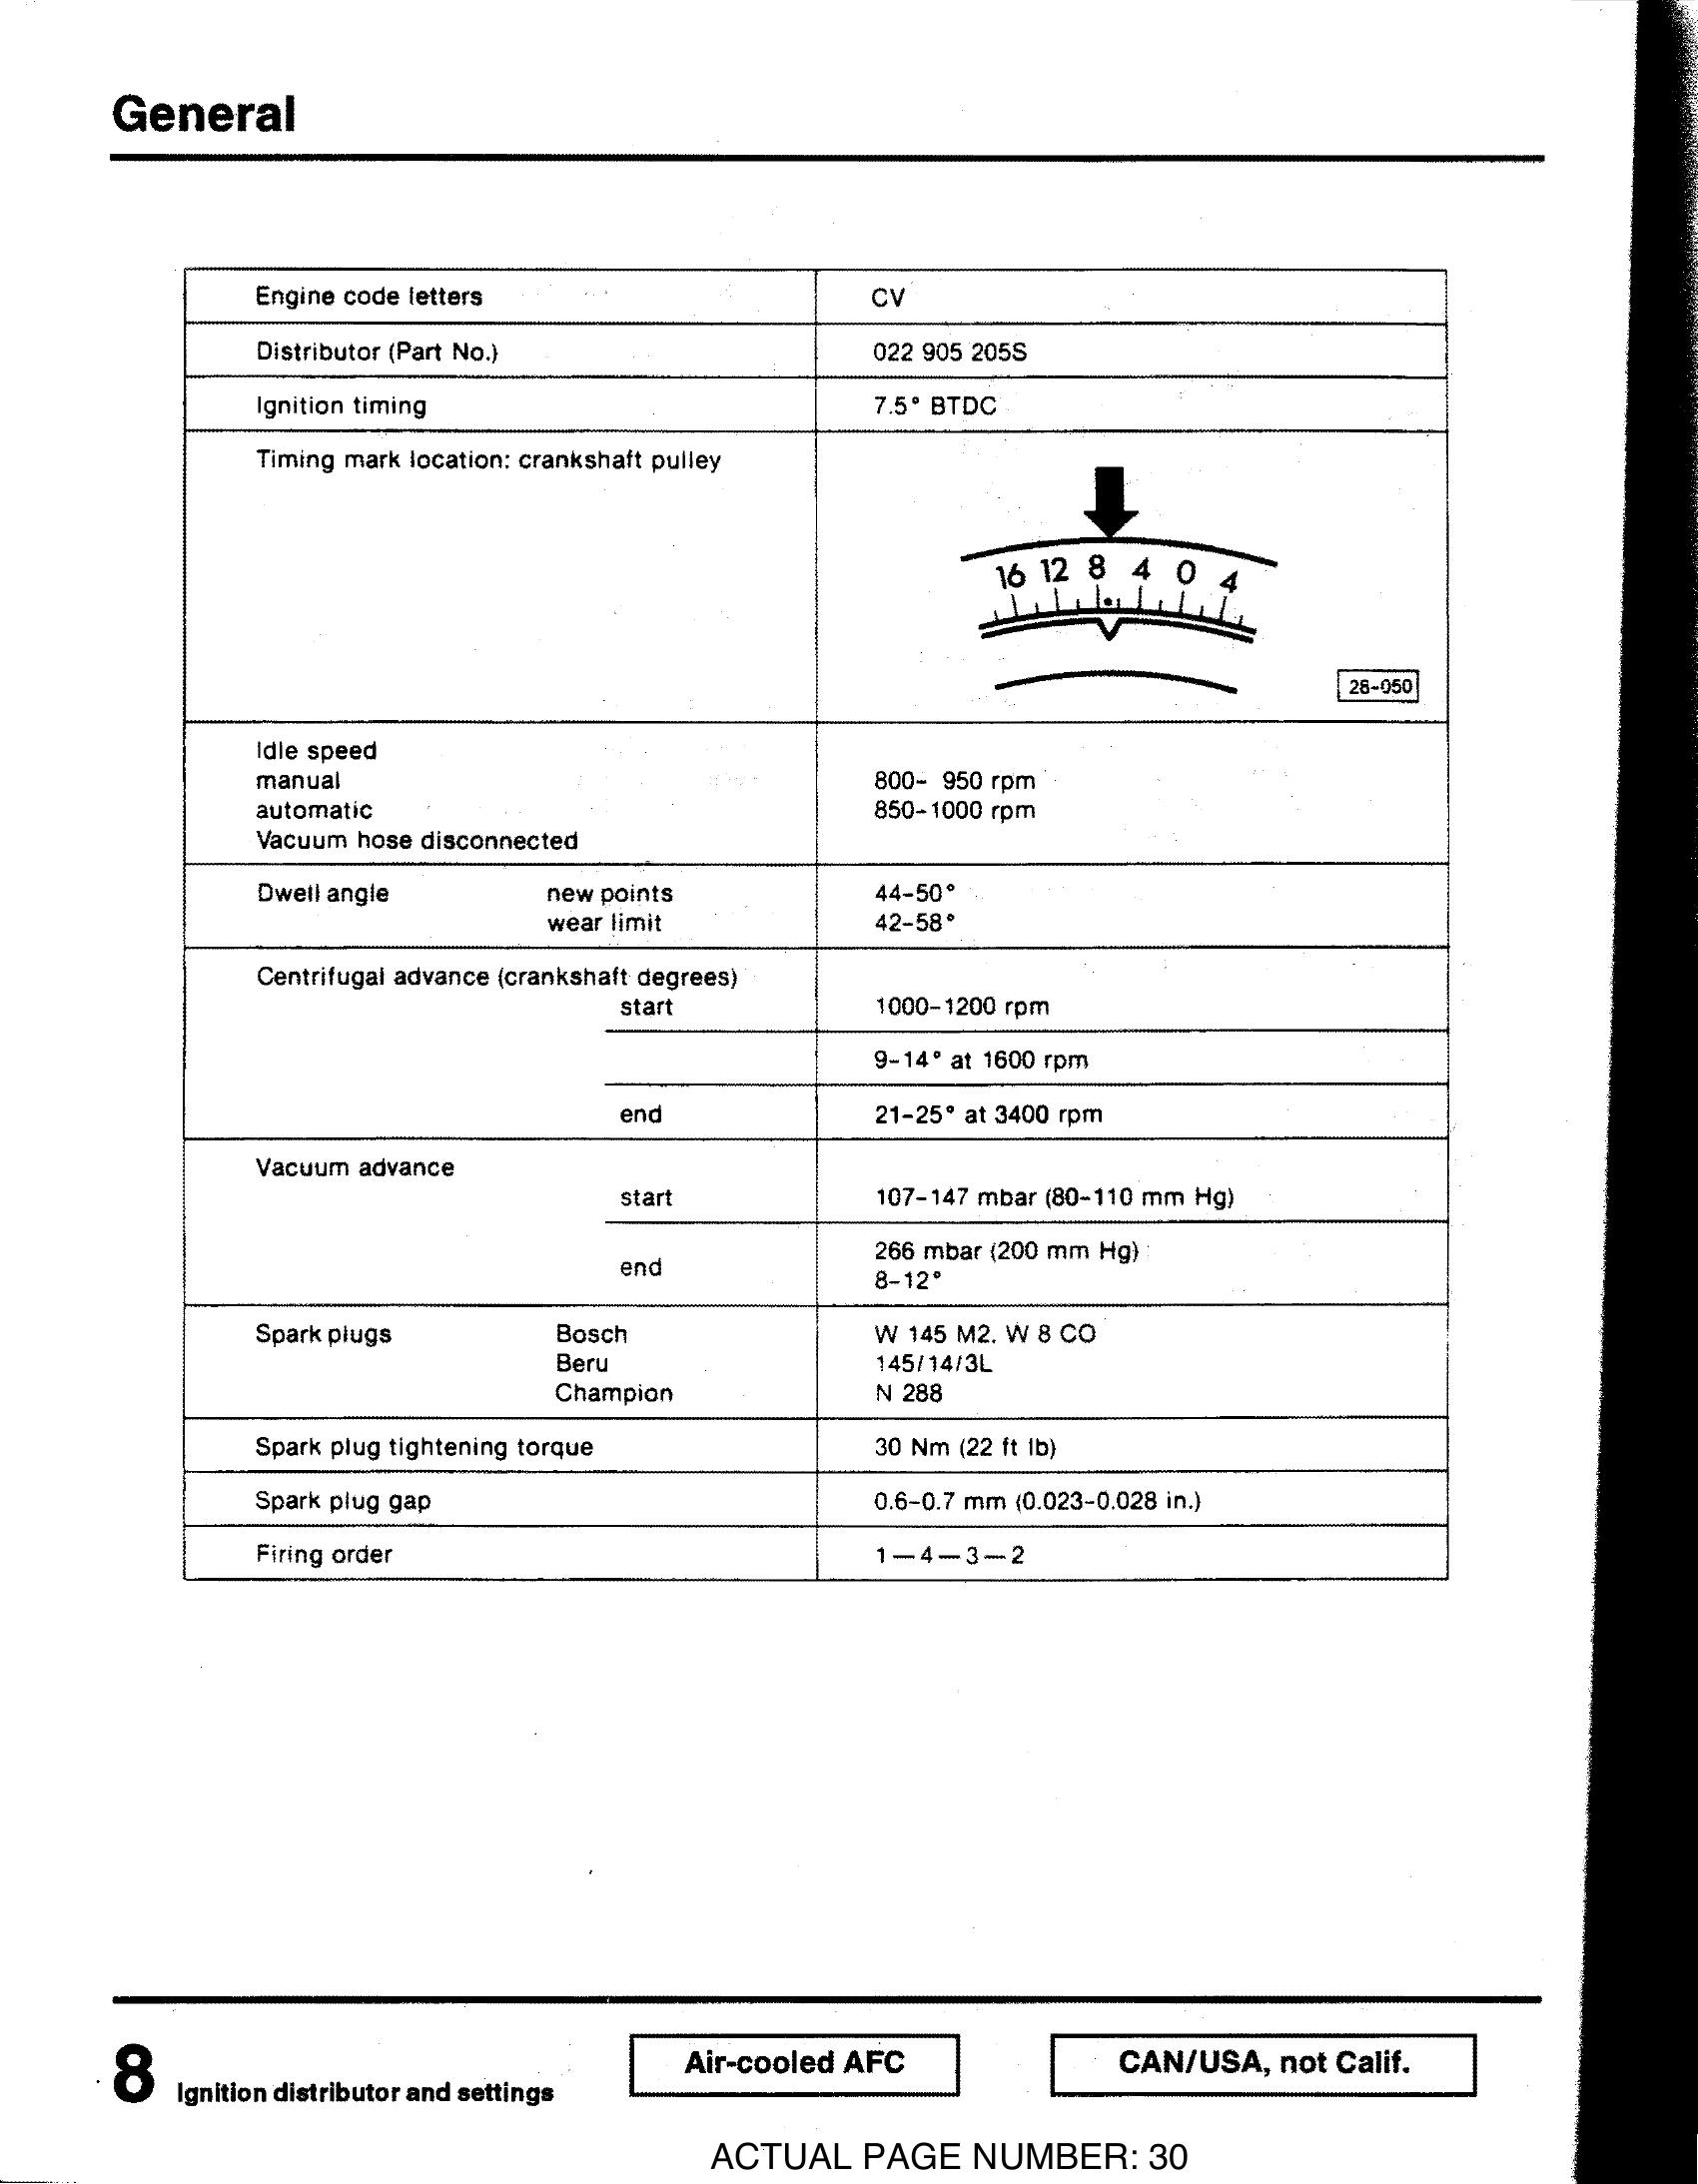 General
Engine code letters CV
Distributor (Part No.) 022 905 205S
Ignition timing 7.5° BTDC
Timing mark location: crankshaft pulley
16 12 8 4 0 4
28-050
Idle speed
manual 800- 950 rpm
automatic 850-1000 rpm
Vacuum hose disconnected
Dwell angle new points 44-50°
wear limit 42-58°
Centrifugal advance (crankshaft degrees)
start 1000-1200 rpm
9-14° at 1600 rpm
end 21-25° at 3400 rpm
Vacuum advance
start 107-147 mbar (80-110 mm Hg)
266 mbar (200 mm Hg)
end
8-12°
Spark plugs Bosch W 145 M2. W 8 CO
Beru 145/14/3L
Champion N 288
Spark plug tightening torque 30 Nm (22 ft lb)
Spark plug gap 0.6-0.7 mm (0.023-0.028 in.)
Firing order 1 — 4 — 3 — 2
8 Ignition distributor and settings
Air-cooled AFC
CAN/USA, not Calif.
ACTUAL PAGE NUMBER: 30